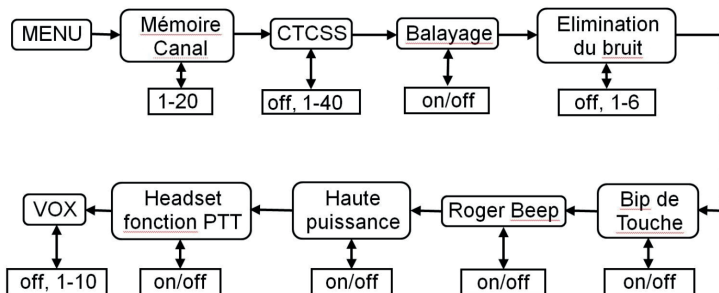 MENU
Mémoire
Canal
CTCSS
Balayage
Elimination
du bruit
1-20
off, 1-40
on/off
off, 1-6
VOX
Headset
fonction PTT
Haute
puissance
Roger Beep
Bip de
Touche
off, 1-10
on/off
on/off
on/off
on/off